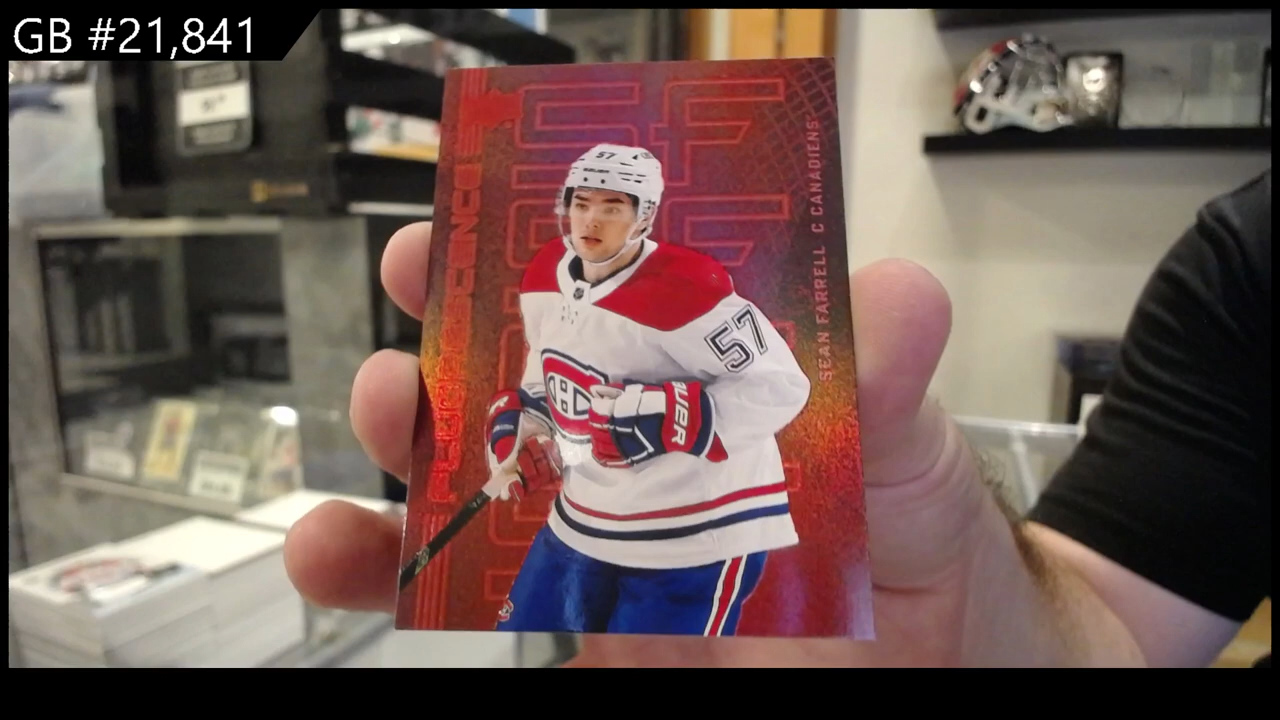 GB #21,841
FLUORESCENCE
SEAN FARRELL C CANADIENS
57
57
BAUER